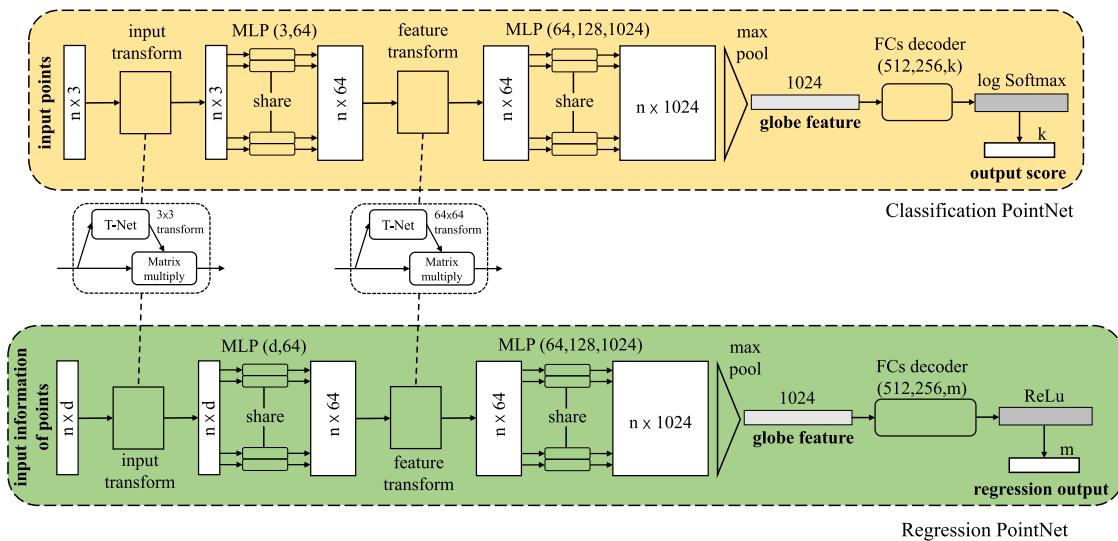 input points
n x 3
input
transform
n x 3
MLP (3,64)
share
n x 64
feature
transform
n x 64
MLP (64,128,1024)
share
n x 1024
max
pool
1024
globe feature
FCs decoder
(512,256,k)
log Softmax
k
output score
Classification PointNet
T-Net
3x3
transform
Matrix
multiply
T-Net
64x64
transform
Matrix
multiply
input information
of points
n x d
input
transform
n x d
MLP (d,64)
share
n x 64
feature
transform
n x 64
MLP (64,128,1024)
share
n x 1024
max
pool
1024
globe feature
FCs decoder
(512,256,m)
ReLu
m
regression output
Regression PointNet